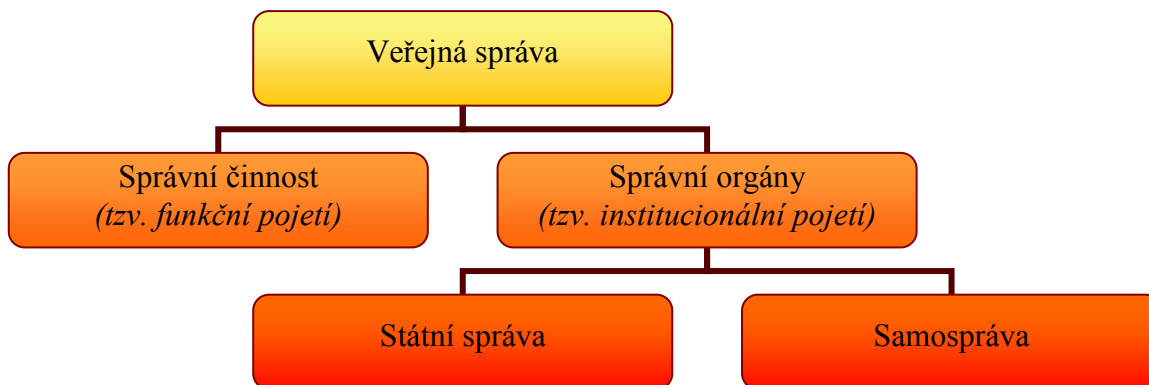 Veřejná správa
Správní činnost
(tzv. funkční pojetí)
Správní orgány
(tzv. institucionální pojetí)
Státní správa
Samospráva